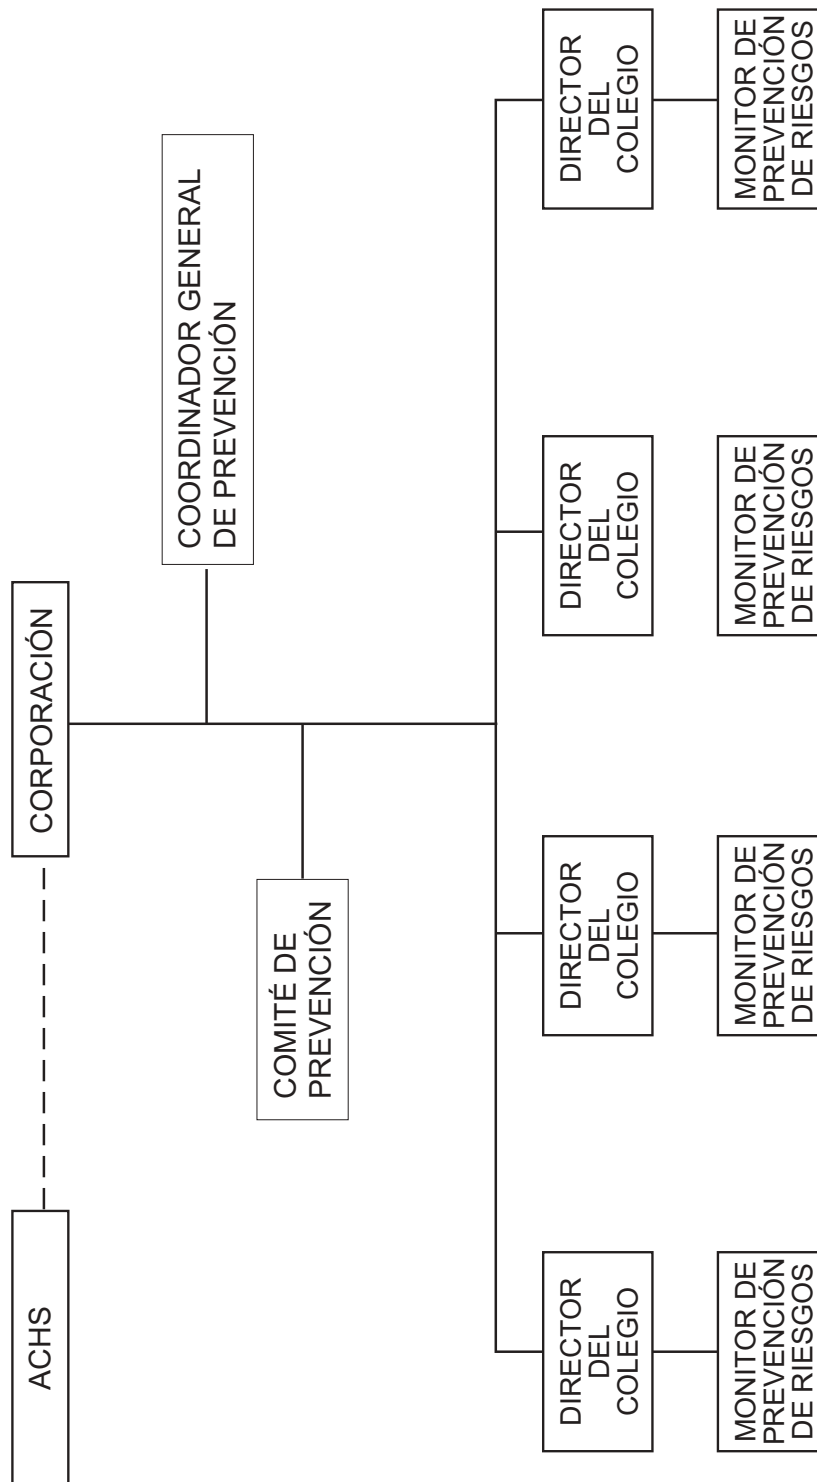 ACHS
CORPORACIÓN
COORDINADOR GENERAL
DE PREVENCIÓN
COMITÉ DE
PREVENCIÓN
DIRECTOR
DEL
COLEGIO
DIRECTOR
DEL
COLEGIO
DIRECTOR
DEL
COLEGIO
DIRECTOR
DEL
COLEGIO
MONITOR DE
PREVENCIÓN
DE RIESGOS
MONITOR DE
PREVENCIÓN
DE RIESGOS
MONITOR DE
PREVENCIÓN
DE RIESGOS
MONITOR DE
PREVENCIÓN
DE RIESGOS